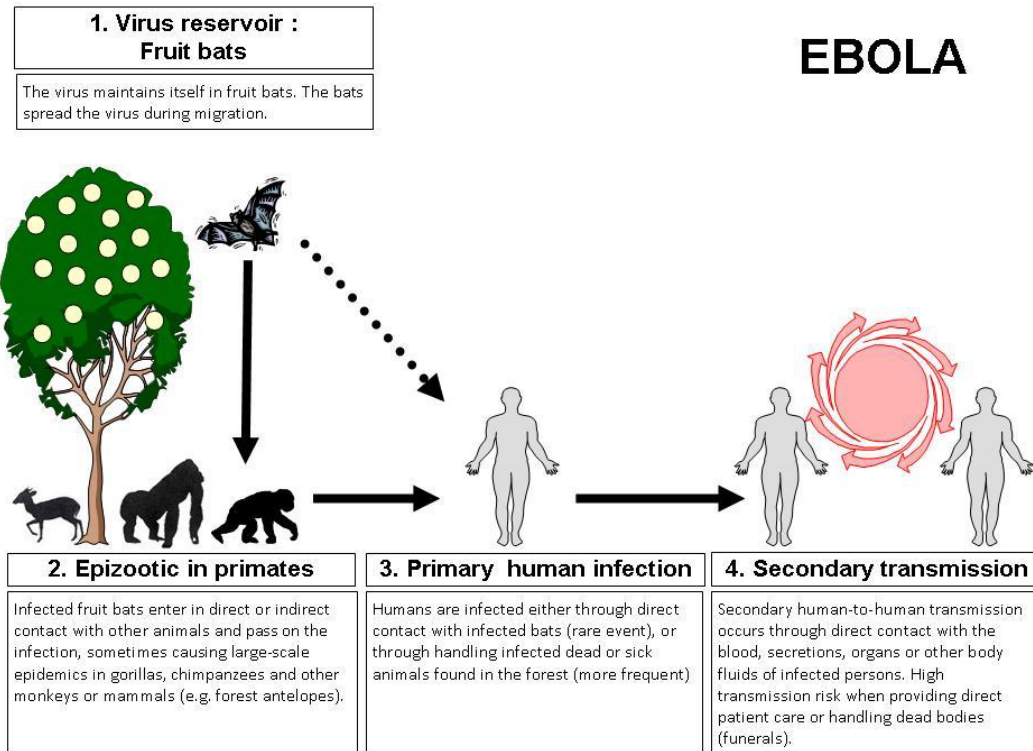 1. Virus reservoir :
Fruit bats
EBOLA
The virus maintains itself in fruit bats. The bats
spread the virus during migration.
2. Epizootic in primates
Infected fruit bats enter in direct or indirect
contact with other animals and pass on the
infection, sometimes causing large-scale
epidemics in gorillas, chimpanzees and other
monkeys or mammals (e.g. forest antelopes).
3. Primary human infection
Humans are infected either through direct
contact with infected bats (rare event), or
through handling infected dead or sick
animals found in the forest (more frequent)
4. Secondary transmission
Secondary human-to-human transmission
occurs through direct contact with the
blood, secretions, organs or other body
fluids of infected persons. High
transmission risk when providing direct
patient care or handling dead bodies
(funerals).